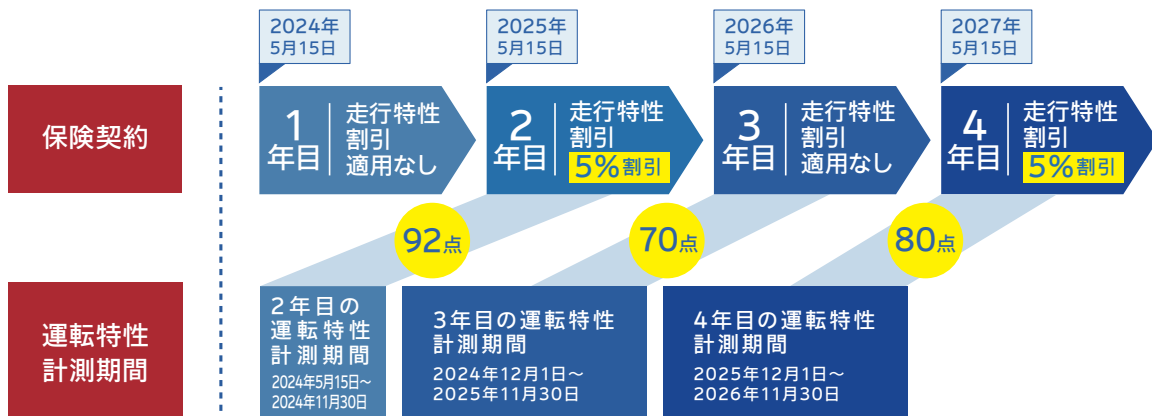 2024年
5月15日
2025年
5月15日
2026年
5月15日
2027年
5月15日
保険契約
1
年目
走行特性
割引
適用なし
2
年目
走行特性
割引
5%割引
3
年目
走行特性
割引
適用なし
4
年目
走行特性
割引
5%割引
92点
70点
80点
運転特性
計測期間
2年目の
運転特性
計測期間
2024年5月15日～
2024年11月30日
3年目の運転特性
計測期間
2024年12月1日～
2025年11月30日
4年目の運転特性
計測期間
2025年12月1日～
2026年11月30日